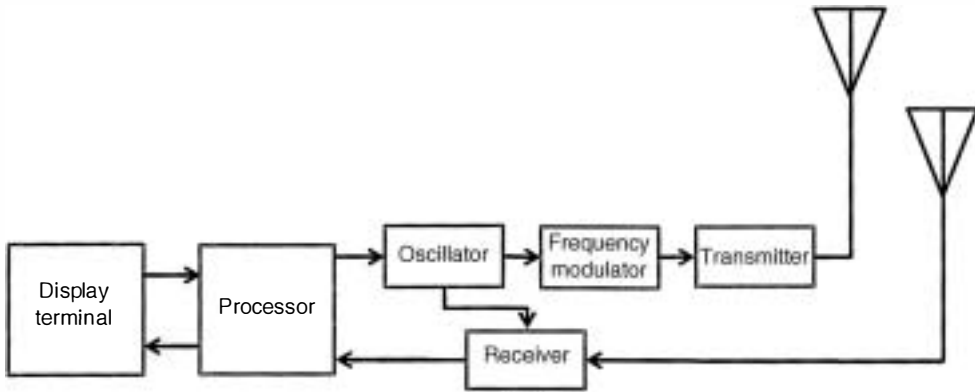 Display
terminal
Processor
Oscillator
Frequency
modulator
Transmitter
Receiver